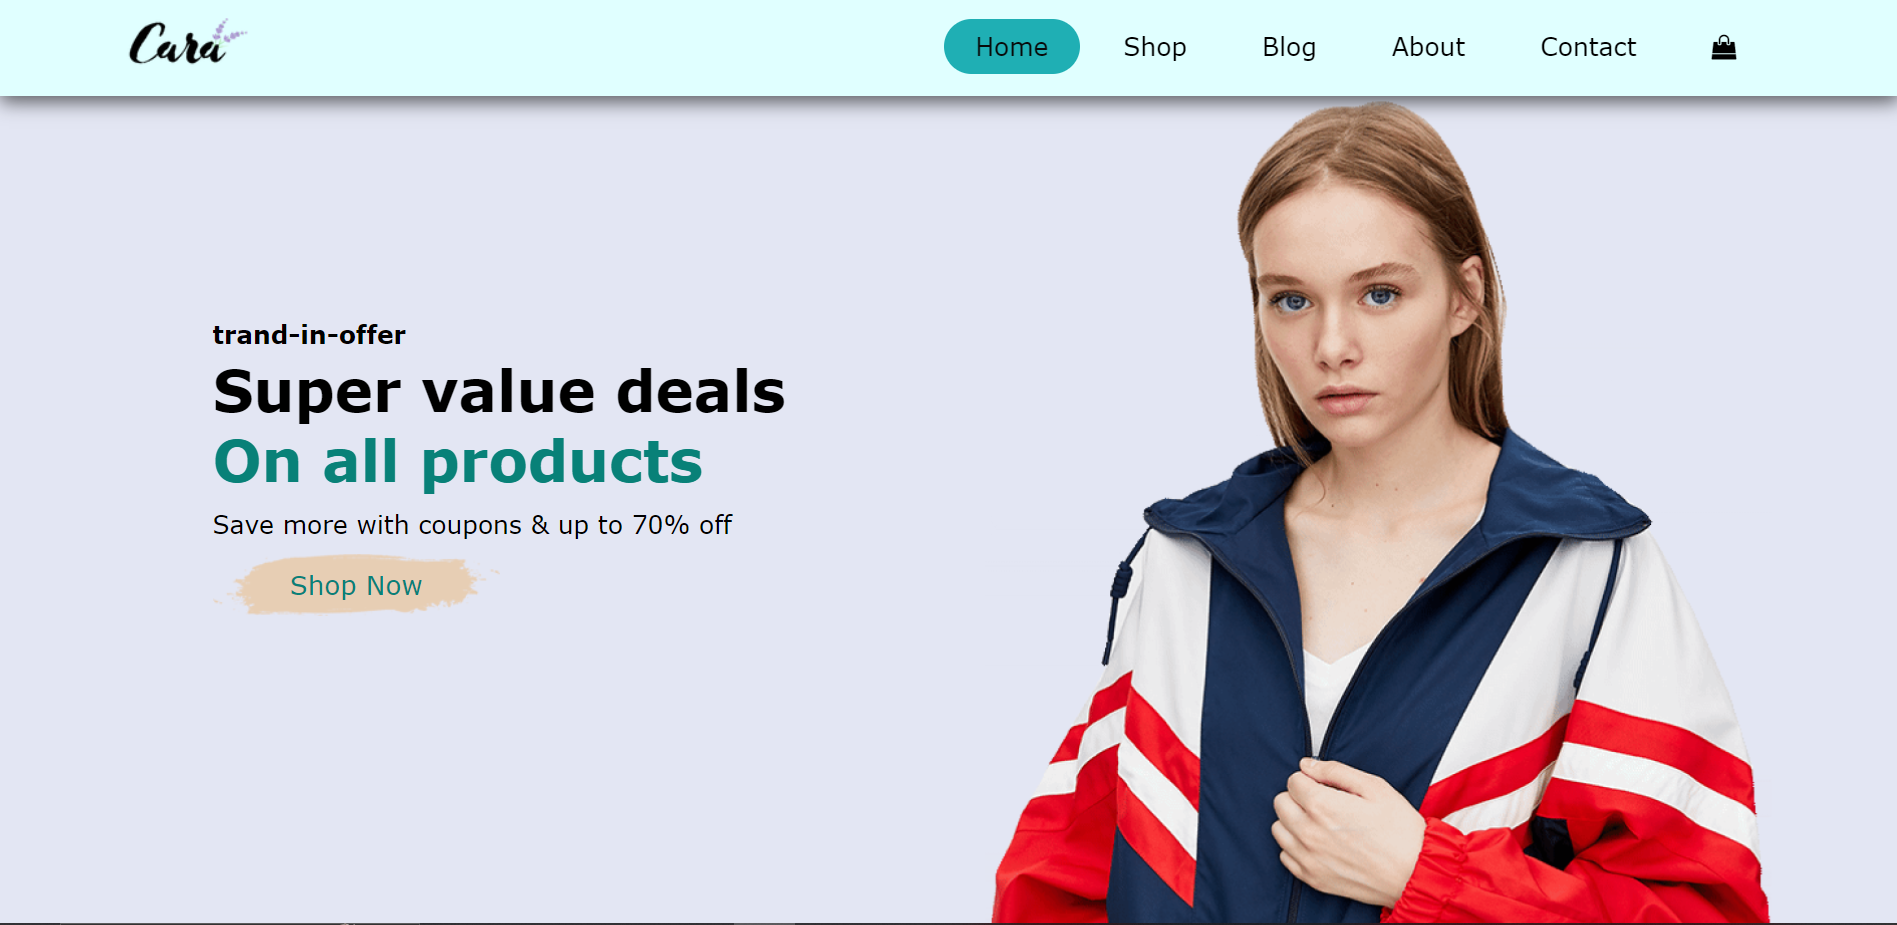 Cara
Home Shop Blog About Contact
trand-in-offer
Super value deals
On all products
Save more with coupons & up to 70% off
Shop Now